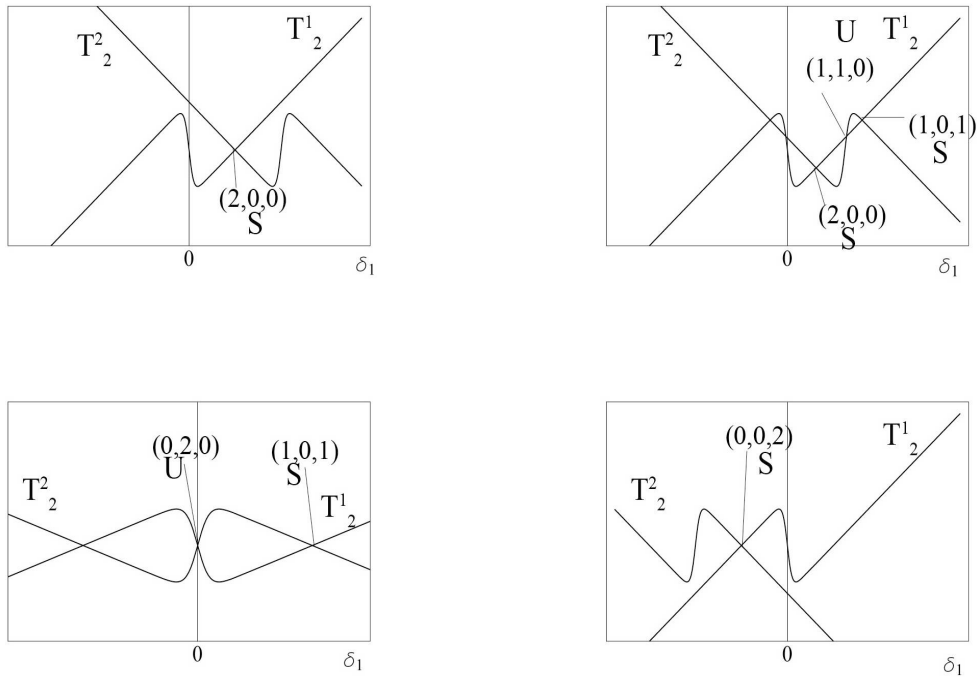 T²₂ T¹₂
(2,0,0)
S
0
δ₁
T²₂ U T¹₂
(1,1,0)
(1,0,1)
S
(2,0,0)
S
0
δ₁
(0,2,0) (1,0,1)
U S
T²₂ T¹₂
0
δ₁
(0,0,2) T¹₂
S
T²₂
0
δ₁